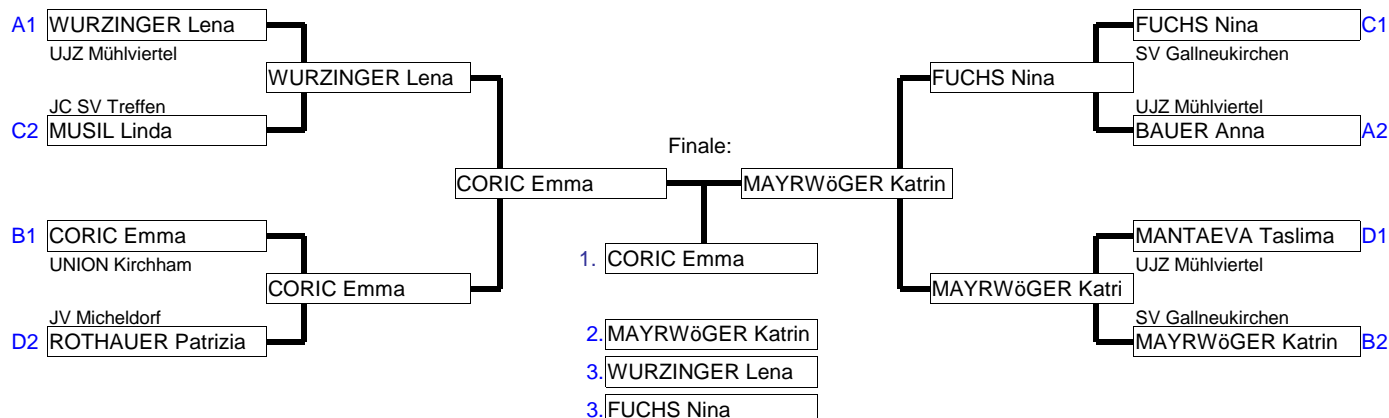 A1 WURZINGER Lena
UJZ Mühlviertel
WURZINGER Lena
JC SV Treffen
C2 MUSIL Linda
CORIC Emma
B1 CORIC Emma
UNION Kirchham
CORIC Emma
JV Micheldorf
D2 ROTHAUER Patrizia
Finale:
1. CORIC Emma
2. MAYRWöGER Katrin
3. WURZINGER Lena
3. FUCHS Nina
FUCHS Nina C1
SV Gallneukirchen
FUCHS Nina
UJZ Mühlviertel
BAUER Anna A2
MAYRWöGER Katrin
MANTAEVA Taslima D1
UJZ Mühlviertel
MAYRWöGER Katri
SV Gallneukirchen
MAYRWöGER Katrin B2